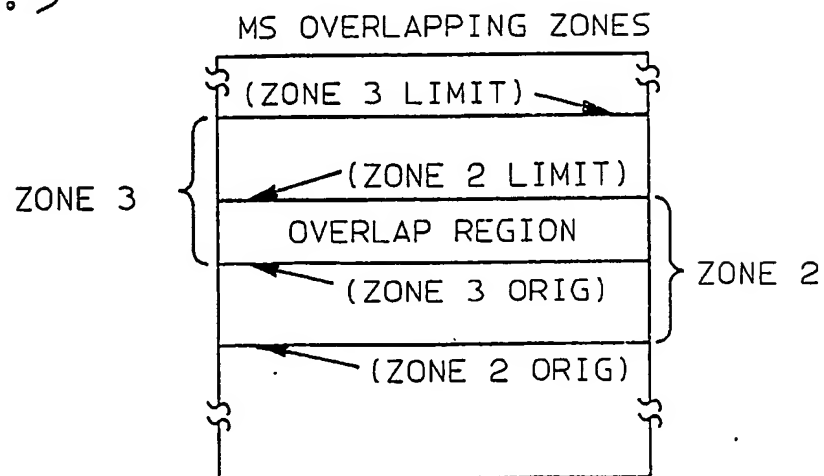 MS OVERLAPPING ZONES
(ZONE 3 LIMIT)
(ZONE 2 LIMIT)
ZONE 3
OVERLAP REGION
ZONE 2
(ZONE 3 ORIG)
(ZONE 2 ORIG)